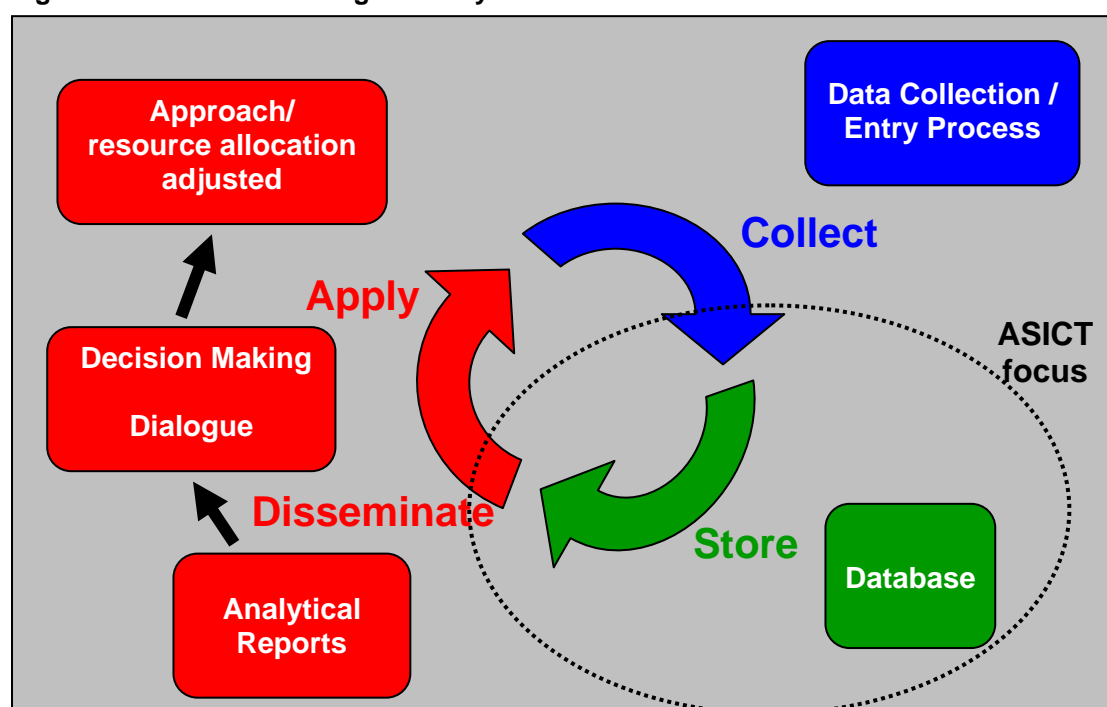 Approach/
resource allocation
adjusted
Data Collection /
Entry Process
Collect
Apply
ASICT
focus
Decision Making
Dialogue
Disseminate
Store
Database
Analytical
Reports